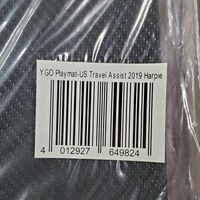 YGO Playmat-US Travel Assist 2019 Harpie
4 012927 649824